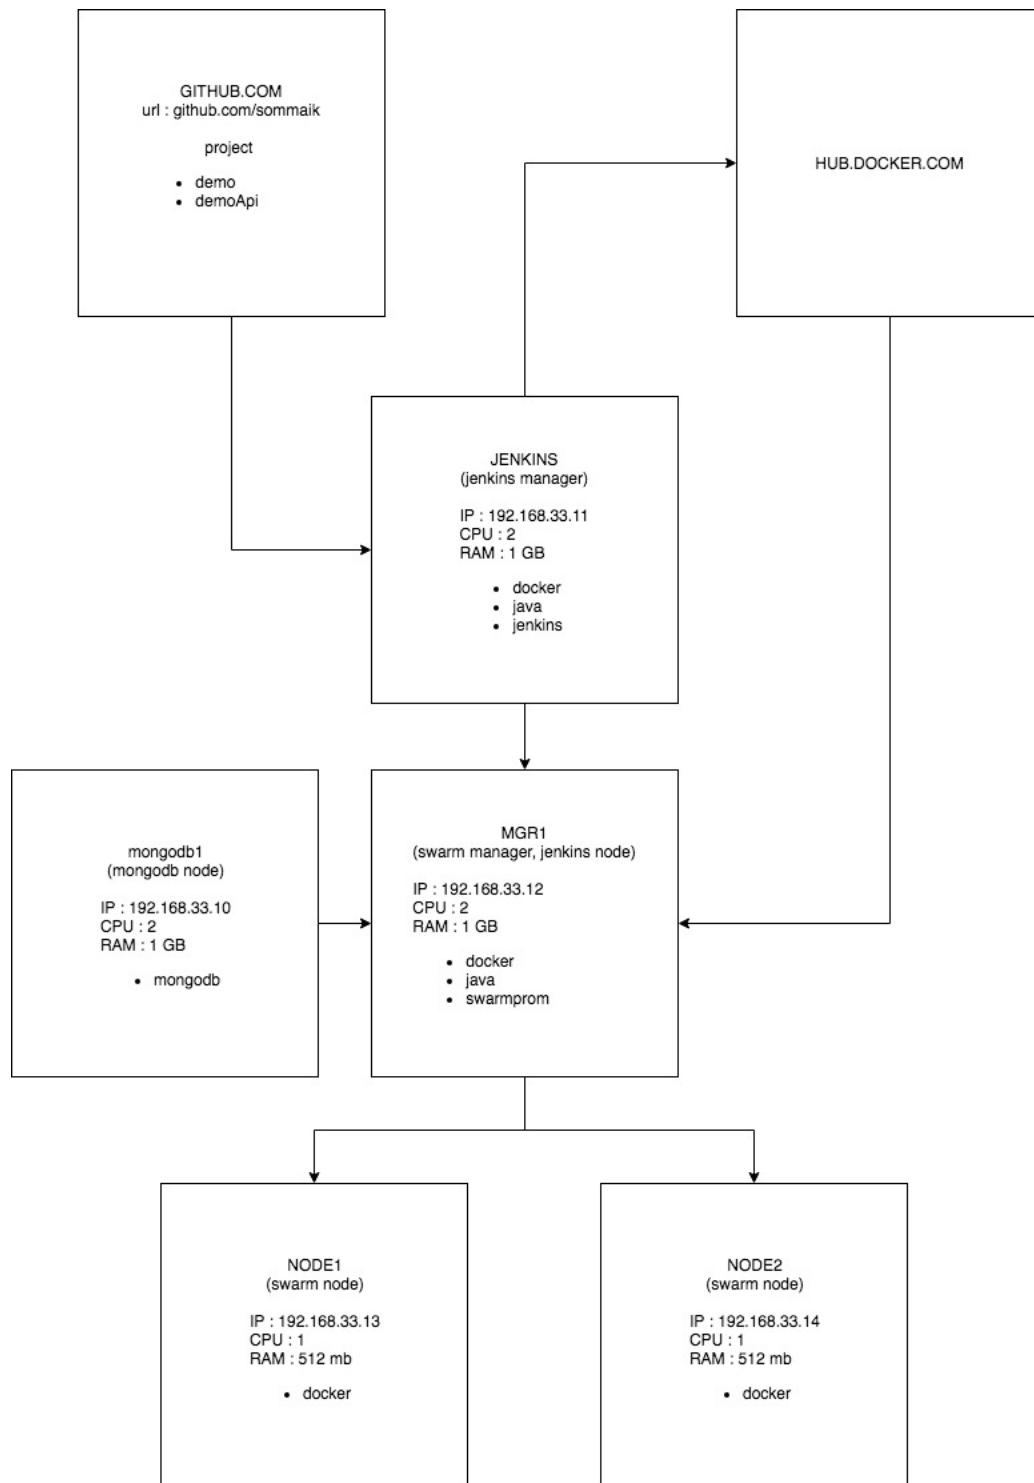 GITHUB.COM
url : github.com/sommaik
project
• demo
• demoApi
HUB.DOCKER.COM
JENKINS
(jenkins manager)
IP : 192.168.33.11
CPU : 2
RAM : 1 GB
• docker
• java
• jenkins
mongodb1
(mongodb node)
IP : 192.168.33.10
CPU : 2
RAM : 1 GB
• mongodb
MGR1
(swarm manager, jenkins node)
IP : 192.168.33.12
CPU : 2
RAM : 1 GB
• docker
• java
• swarmprom
NODE1
(swarm node)
IP : 192.168.33.13
CPU : 1
RAM : 512 mb
• docker
NODE2
(swarm node)
IP : 192.168.33.14
CPU : 1
RAM : 512 mb
• docker